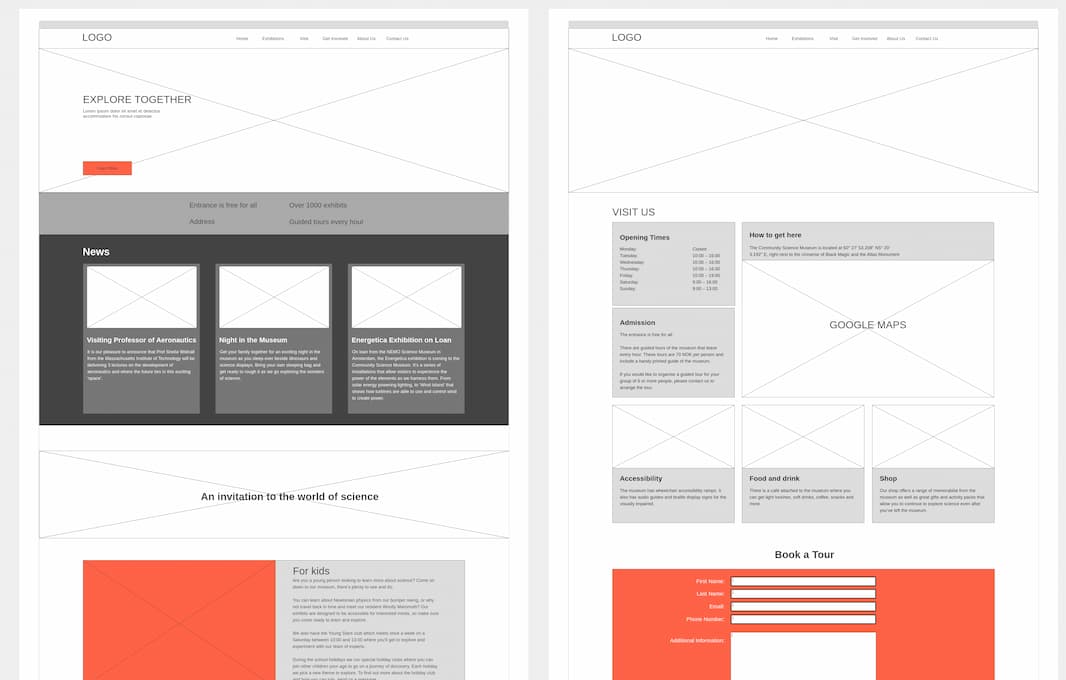 LOGO
Home Exhibitions Visit Get Involved About Us Contact Us
EXPLORE TOGETHER
Lorem ipsum dolor sit amet et delectus
accommodare his consul copiosae
Entrance is free for all Over 1000 exhibits
Address Guided tours every hour
News
Visiting Professor of Aeronautics
It is our pleasure to announce that Prof Stella Widnall
from the Massachusetts Institute of Technology will be
delivering 3 lectures on the development of
aeronautics and where the future lies in this exciting
'space'.
Night in the Museum
Get your family together for an exciting night in the
museum as you sleep over beside dinosaurs and
science displays. Bring your own sleeping bag and
get ready to rough it as we go exploring the wonders
of science.
Energetica Exhibition on Loan
On loan from the NEMO Science Museum in
Amsterdam, the Energetica exhibition is coming to the
Community Science Museum. It's a series of
installations that allow visitors to experience the
power of the elements as we harness them. From
solar energy powering lighting, to 'Wind Island' that
shows how turbines are able to use and control wind
to create power.
An invitation to the world of science
For kids
Are you a young person looking to learn more about science? Come on
down to our museum, there's plenty to see and do.
You can learn about Newtonian physics from our bumper swing, or why
not travel back in time and meet our resident Woolly Mammoth? Our
exhibits are designed to be accessible for interested minds, so make sure
you come ready to learn and explore.
We also have the Young Stars club which meets once a week on a
Saturday between 10:00 and 13:00 where you'll get to explore and
experiment with our team of experts.
During the school holidays we run special holiday clubs where you can
join other children your age to go on a journey of discovery. Each holiday
we pick a new theme to explore. To find out more about the holiday club
LOGO
Home Exhibitions Visit Get Involved About Us Contact Us
VISIT US
Opening Times
Monday: Closed
Tuesday: 10:00 – 16:00
Wednesday: 10:00 – 16:00
Thursday: 10:00 – 16:00
Friday: 10:00 – 19:00
Saturday: 9:00 – 16:00
Sunday: 9:00 – 13:00
How to get here
The Community Science Museum is located at
E, right next to the Universe of Black Magic and the Atlas Monument
GOOGLE MAPS
Admission
The entrance is free for all
There are guided tours of the museum that leave
every hour. These tours are 70 NOK per person and
include a handy printed guide of the museum.
If you would like to organise a guided tour for your
group of 8 or more people, please contact us to
arrange the tour.
Accessibility
The museum has wheelchair accessibility ramps. It
also has audio guides and braille display signs for the
visually impaired.
Food and drink
There is a café attached to the museum where you
can get light lunches, soft drinks, coffee, snacks and
more.
Shop
Our shop offers a range of memorabilia from the
museum as well as great gifts and activity packs that
allow you to continue to explore science even after
you've left the museum.
Book a Tour
First Name:
Last Name:
Email:
Phone Number:
Additional Information: